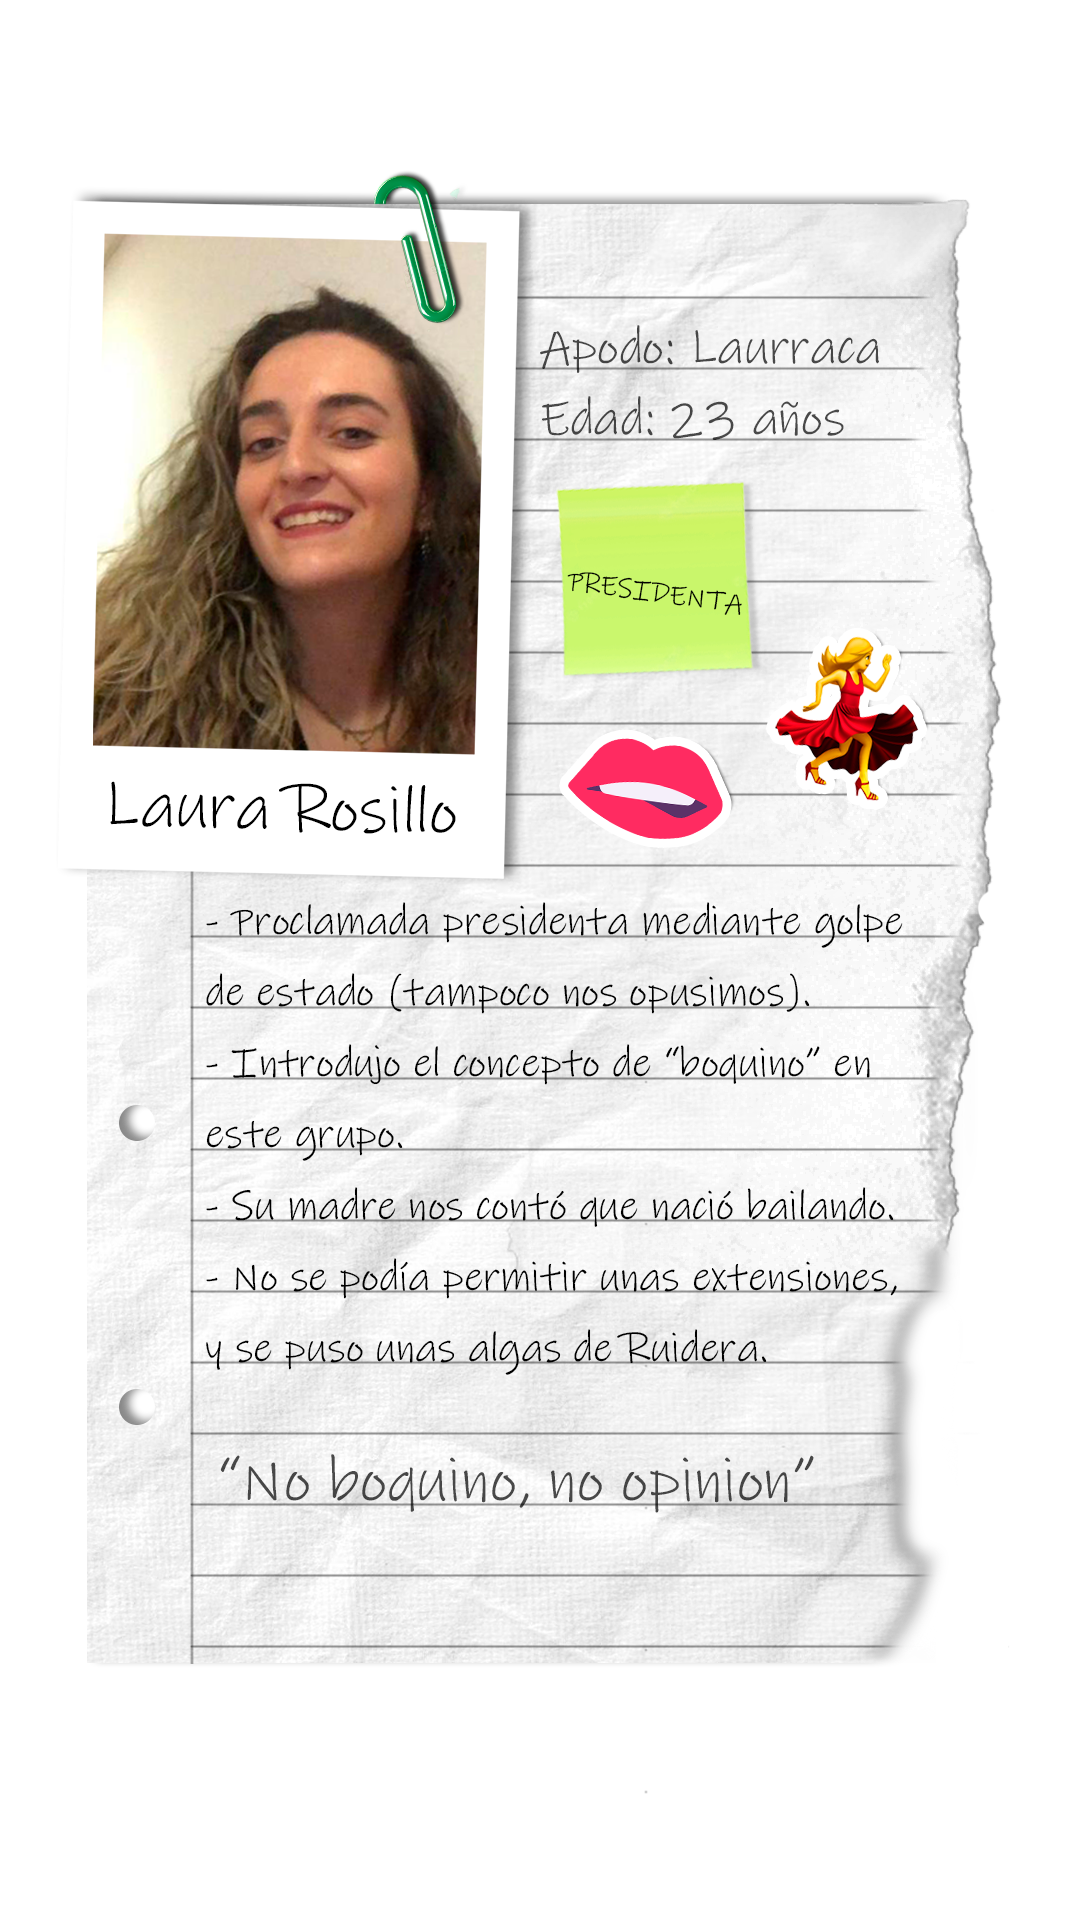 Apodo: Laurraca
Edad: 23 años
PRESIDENTA
Laura Rosillo
- Proclamada presidenta mediante golpe
de estado (tampoco nos opusimos).
- Introdujo el concepto de “boquino” en
este grupo.
- Su madre nos contó que nació bailando.
- No se podía permitir unas extensiones,
y se puso unas algas de Ruidera.
“No boquino, no opinion”